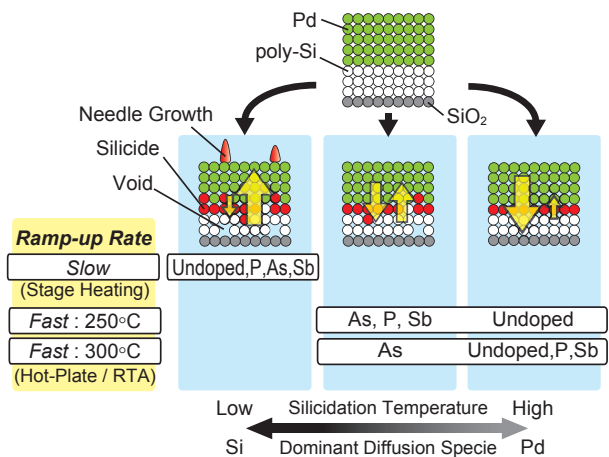 Pd
poly-Si
SiO₂
Needle Growth
Silicide
Void
Ramp-up Rate
Slow
(Stage Heating)
Undoped,P,As,Sb
Fast : 250°C
As, P, Sb
Undoped
Fast : 300°C
As
Undoped,P,Sb
(Hot-Plate / RTA)
Low
Silicidation Temperature
High
Si
Dominant Diffusion Specie
Pd